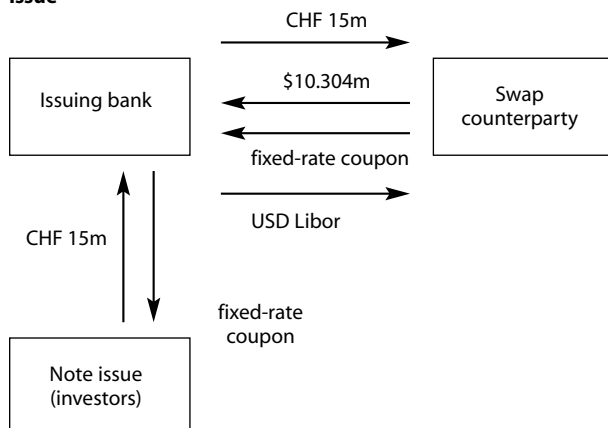 Issue
CHF 15m
Issuing bank
$10.304m
Swap
counterparty
fixed-rate coupon
USD Libor
CHF 15m
fixed-rate
coupon
Note issue
(investors)